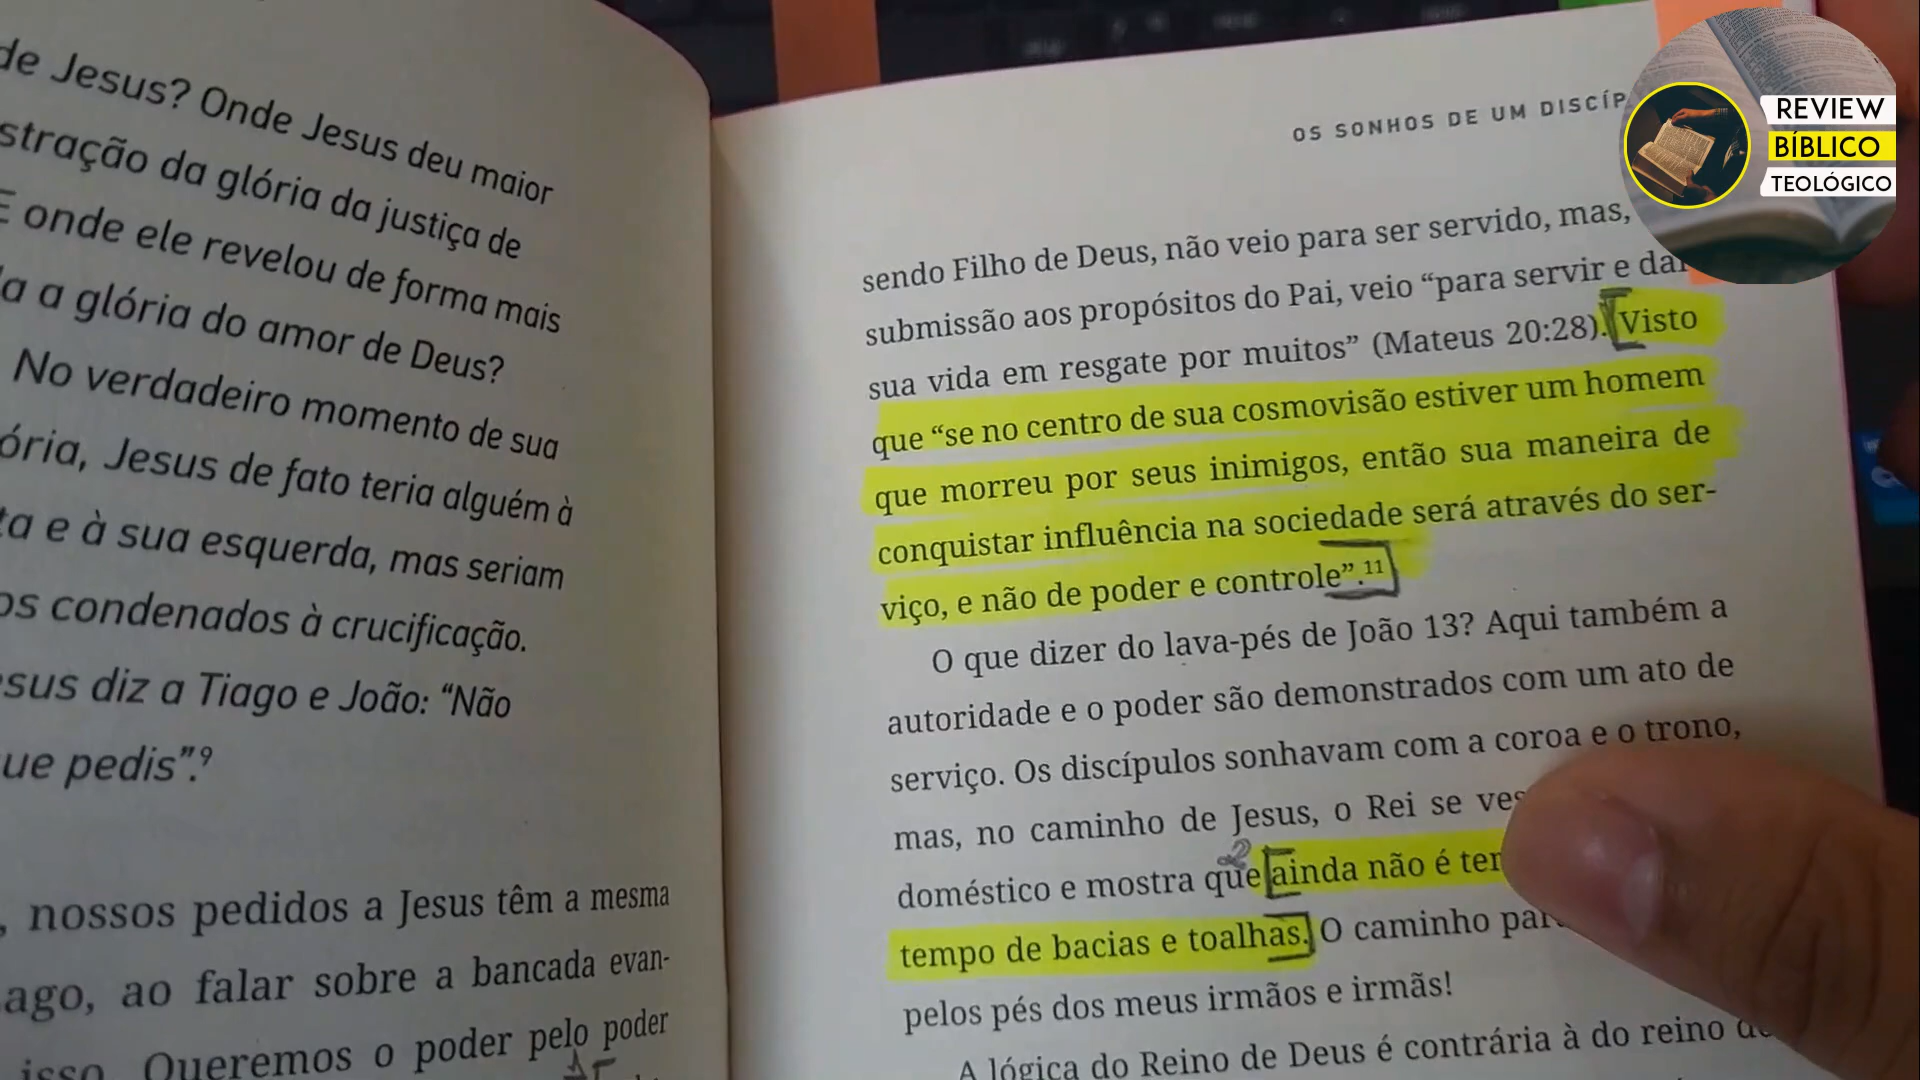 de Jesus? Onde Jesus deu maior
stração da glória da justiça de
E onde ele revelou de forma mais
a a glória do amor de Deus?
No verdadeiro momento de sua
ória, Jesus de fato teria alguém à
ta e à sua esquerda, mas seriam
os condenados à crucificação.
sus diz a Tiago e João: “Não
ue pedis”.⁹
, nossos pedidos a Jesus têm a mesma
ago, ao falar sobre a bancada evan-
isso. Queremos o poder pelo poder
OS SONHOS DE UM DISCÍP
sendo Filho de Deus, não veio para ser servido, mas,
submissão aos propósitos do Pai, veio “para servir e dar
sua vida em resgate por muitos” (Mateus 20:28). Visto
que “se no centro de sua cosmovisão estiver um homem
que morreu por seus inimigos, então sua maneira de
conquistar influência na sociedade será através do ser-
viço, e não de poder e controle”.¹¹
O que dizer do lava-pés de João 13? Aqui também a
autoridade e o poder são demonstrados com um ato de
serviço. Os discípulos sonhavam com a coroa e o trono,
mas, no caminho de Jesus, o Rei se ves
doméstico e mostra que ainda não é tem
2
tempo de bacias e toalhas. O caminho para
pelos pés dos meus irmãos e irmãs!
A lógica do Reino de Deus é contrária à do reino
REVIEW
BÍBLICO
TEOLÓGICO